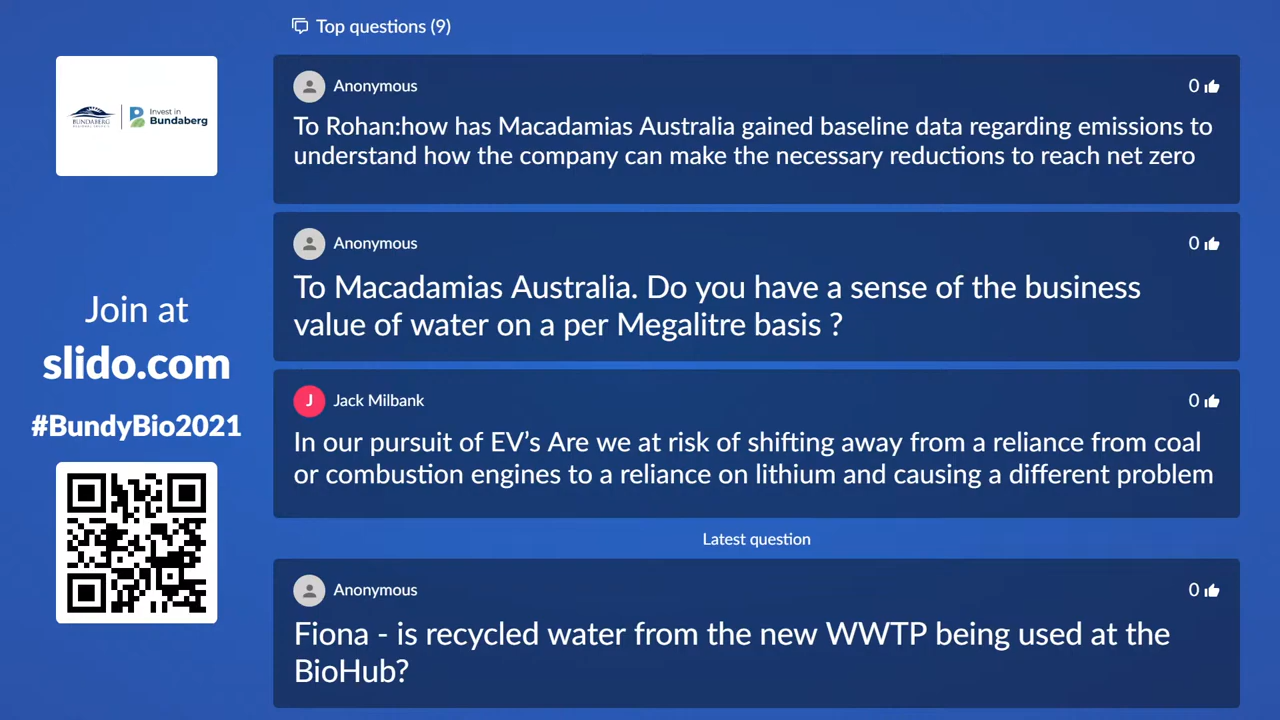 Top questions (9)
BUNDABERG
REGIONAL COUNCIL
Invest in
Bundaberg
Join at
slido.com
#BundyBio2021
Anonymous
0
To Rohan:how has Macadamias Australia gained baseline data regarding emissions to
understand how the company can make the necessary reductions to reach net zero
Anonymous
0
To Macadamias Australia. Do you have a sense of the business
value of water on a per Megalitre basis ?
J
Jack Milbank
0
In our pursuit of EV’s Are we at risk of shifting away from a reliance from coal
or combustion engines to a reliance on lithium and causing a different problem
Latest question
Anonymous
0
Fiona - is recycled water from the new WWTP being used at the
BioHub?